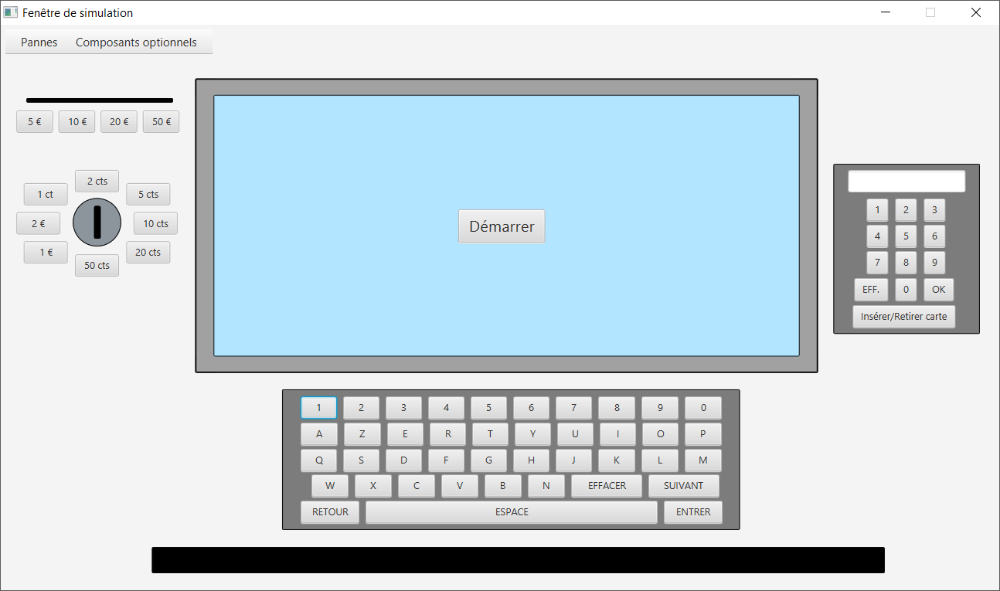 Fenêtre de simulation
Pannes Composants optionnels
5 € 10 € 20 € 50 €
2 cts
1 ct 5 cts
2 € 10 cts
1 € 20 cts
50 cts
Démarrer
1 2 3
4 5 6
7 8 9
EFF. 0 OK
Insérer/Retirer carte
1 2 3 4 5 6 7 8 9 0
A Z E R T Y U I O P
Q S D F G H J K L M
W X C V B N EFFACER SUIVANT
RETOUR ESPACE ENTRER